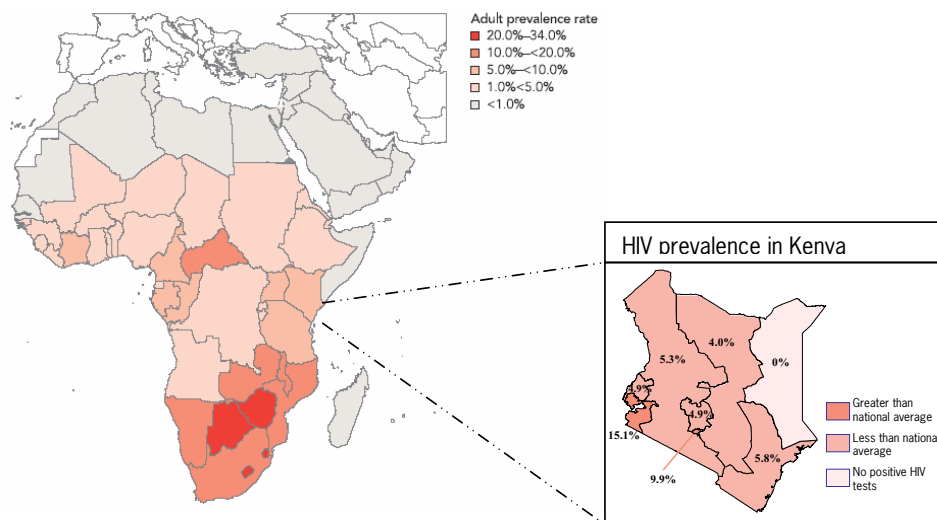 Adult prevalence rate
20.0%–34.0%
10.0%–<20.0%
5.0%–<10.0%
1.0%<5.0%
<1.0%
HIV prevalence in Kenya
4.0%
5.3%
0%
.9%
4.9%
15.1%
5.8%
9.9%
Greater than
national average
Less than national
average
No positive HIV
tests